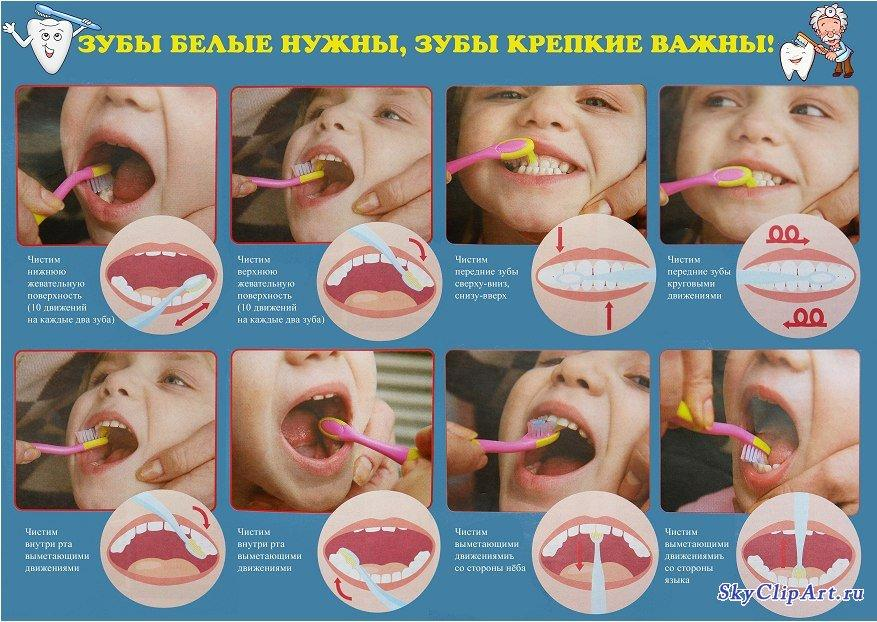 ЗУБЫ БЕЛЫЕ НУЖНЫ, ЗУБЫ КРЕПКИЕ ВАЖНЫ!
Чистим
нижнюю
жевательную
поверхность
(10 движений
на каждые два зуба)
Чистим
верхнюю
жевательную
поверхность
(10 движений
на каждые два зуба)
Чистим
передние зубы
сверху-вниз,
снизу-вверх
Чистим
передние зубы
круговыми
движениями
Чистим
внутри рта
выметающими
движениями
Чистим
внутри рта
выметающими
движениями
Чистим
выметающими
движениямиъ
со стороны нёба
Чистим
выметающими
движениямиъ
со стороны
языка
SkyClipArt.ru